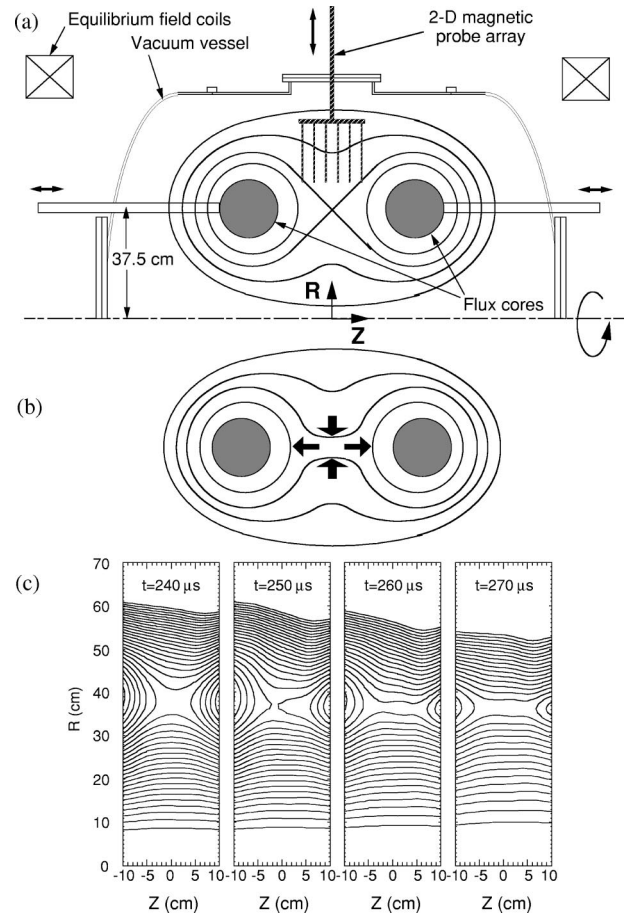 (a)
Equilibrium field coils
Vacuum vessel
2-D magnetic
probe array
37.5 cm
R
Z
Flux cores
(b)
(c)
t=240 μs
t=250 μs
t=260 μs
t=270 μs
70
60
50
40
30
20
10
0
R (cm)
-10 -5 0 5 10
-10 -5 0 5 10
-10 -5 0 5 10
-10 -5 0 5 10
Z (cm)
Z (cm)
Z (cm)
Z (cm)